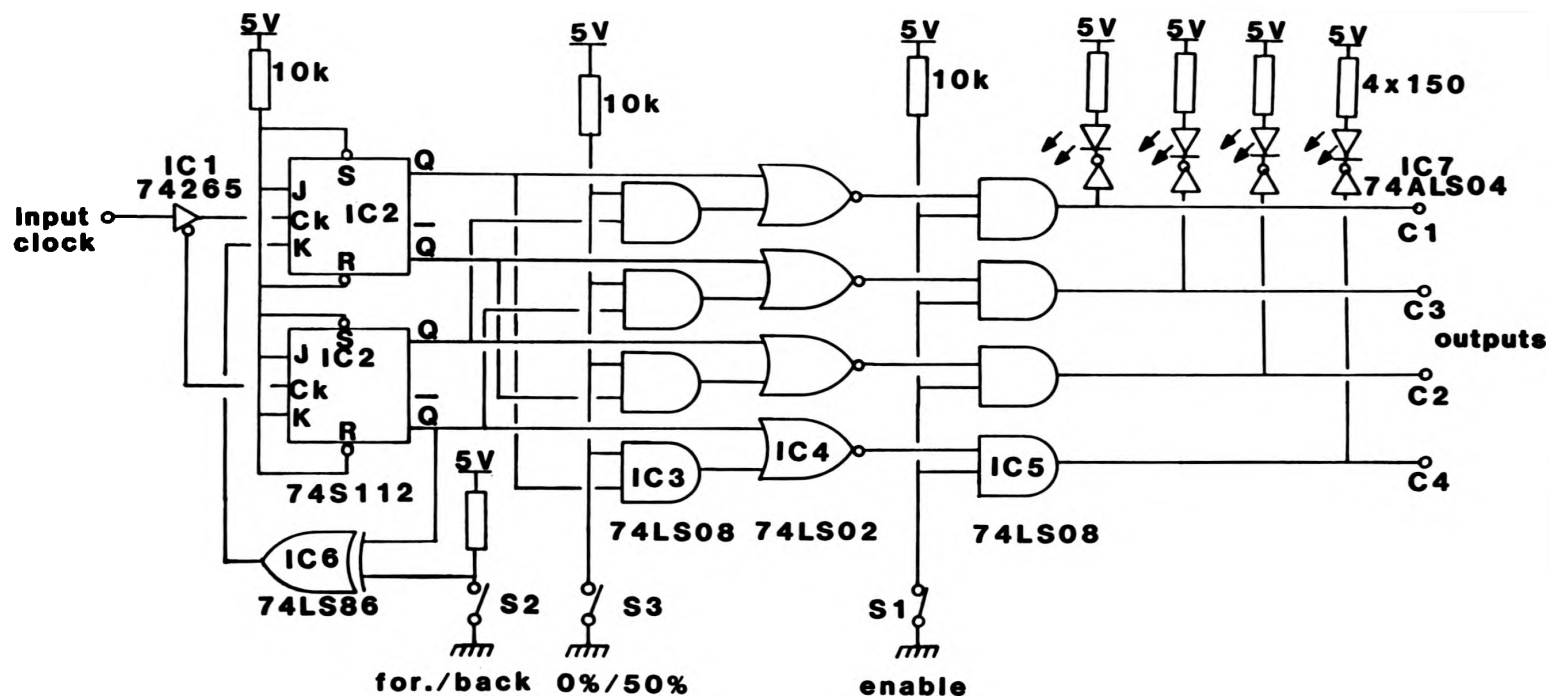 5V
5V
5V
5V
5V
5V
5V
10k
10k
10k
4x150
IC1
74265
Input
clock
S
J
IC2
Ck
K
R
Q
Q
IC7
74ALS04
C1
C3
outputs
S
J
IC2
Ck
K
R
Q
Q
C2
C4
74S112
5V
IC3
IC4
IC5
74LS08
74LS02
74LS08
IC6
74LS86
S2
S3
S1
for./back
0%/50%
enable